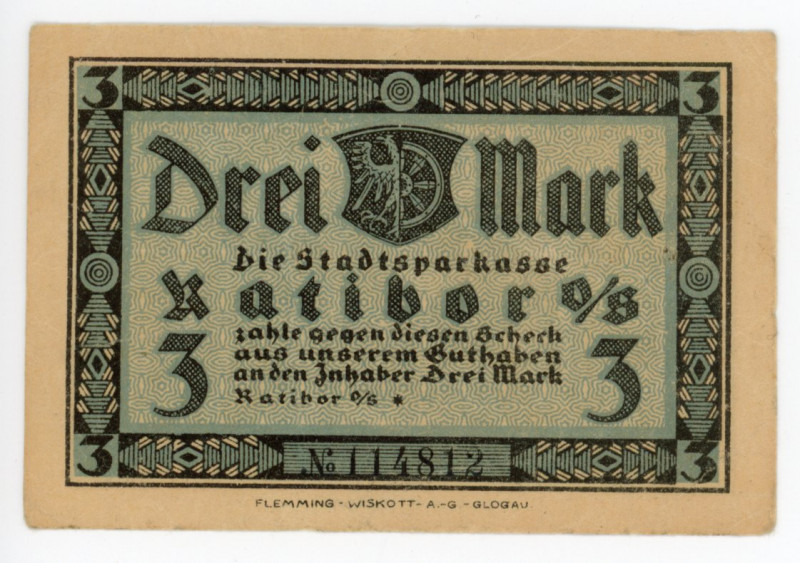 3 3
Drei Mark
Die Stadtsparkasse
Ratibor o/s
3 zahle gegen diesen Scheck 3
aus unserem Guthaben
an den Inhaber Drei Mark
Ratibor o/s *
3 No 114812 3
FLEMMING - WISKOTT - A.-G - GLOGAU